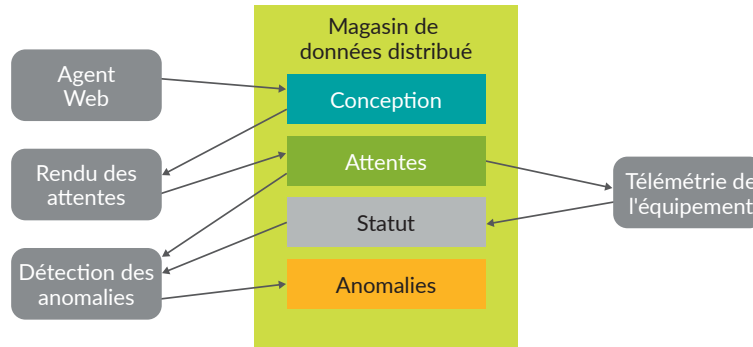 Magasin de
données distribué
Agent
Web
Conception
Rendu des
attentes
Attentes
Télémétrie de
l'équipement
Statut
Détection des
anomalies
Anomalies